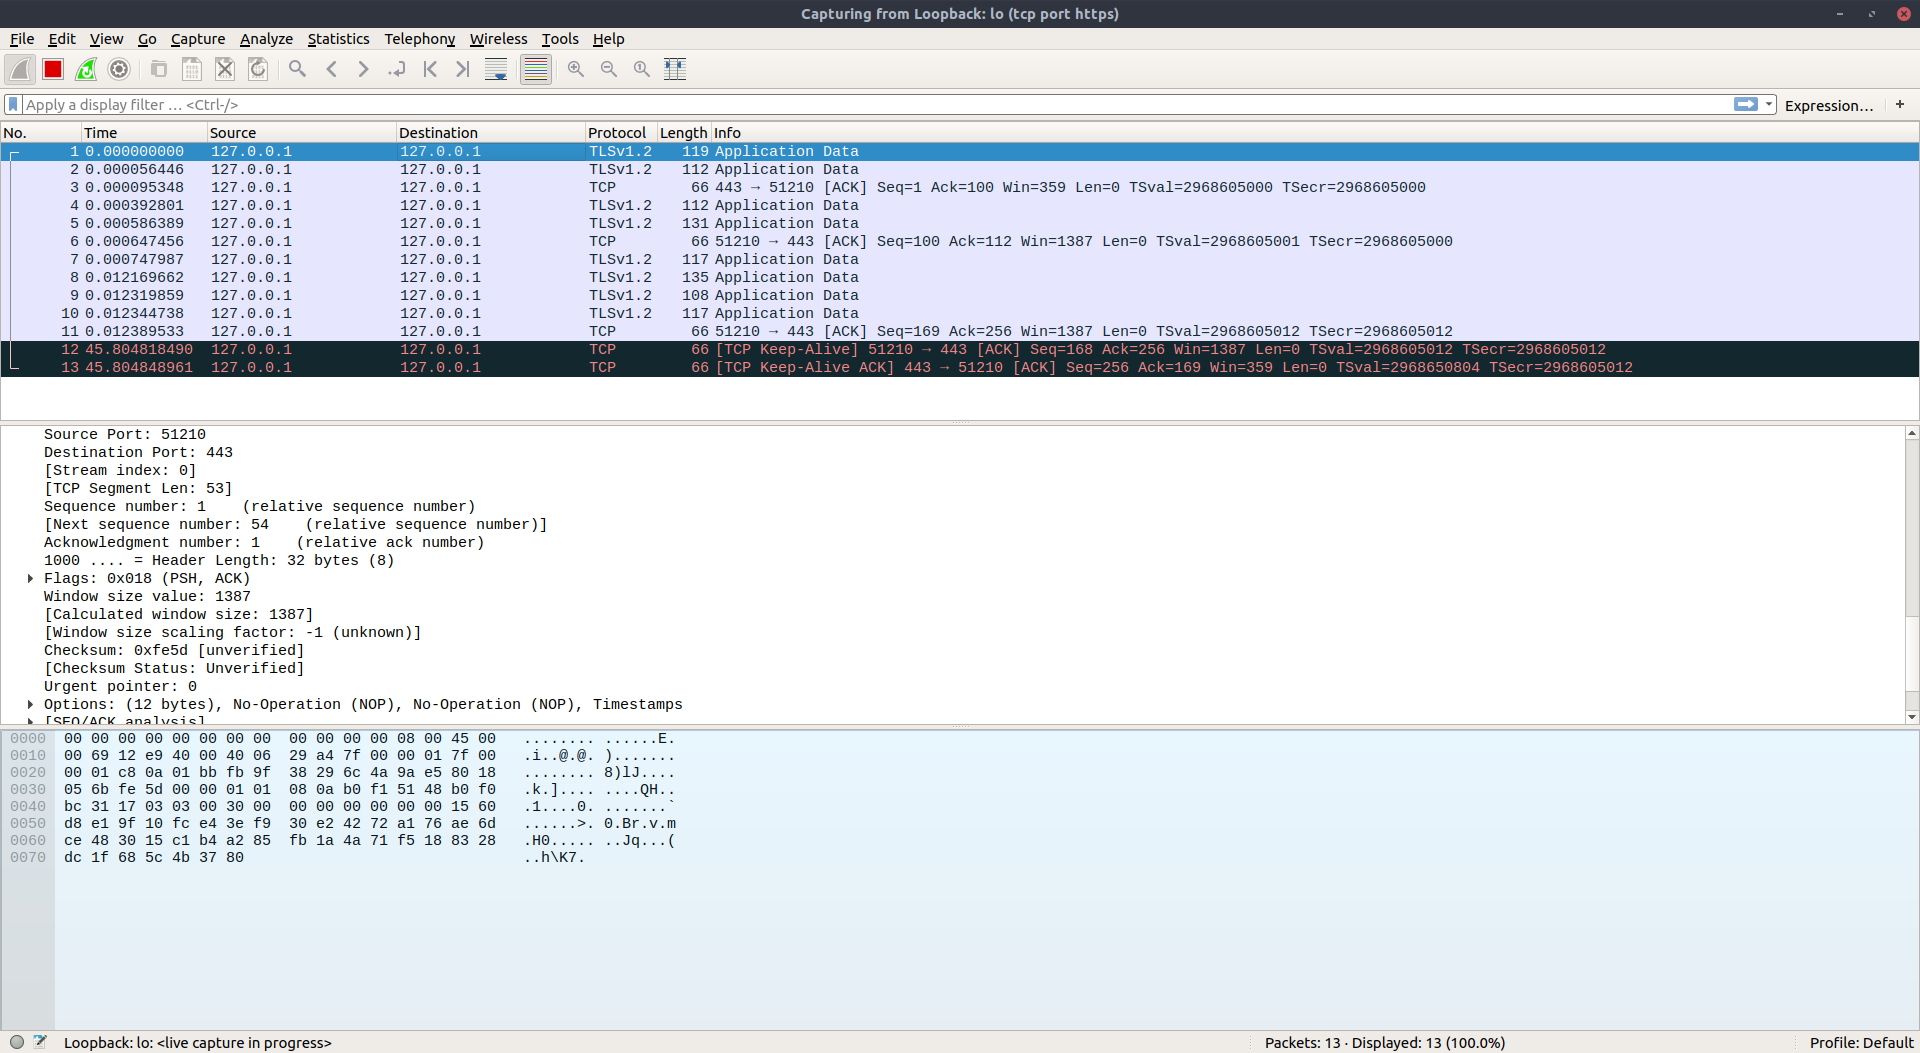 Capturing from Loopback: lo (tcp port https)
File Edit View Go Capture Analyze Statistics Telephony Wireless Tools Help
Apply a display filter … <Ctrl-/> Expression… +
No. Time Source Destination Protocol Length Info
1 0.000000000 127.0.0.1 127.0.0.1 TLSv1.2 119 Application Data
2 0.000056446 127.0.0.1 127.0.0.1 TLSv1.2 112 Application Data
3 0.000095348 127.0.0.1 127.0.0.1 TCP 66 443 → 51210 [ACK] Seq=1 Ack=100 Win=359 Len=0 TSval=2968605000 TSecr=2968605000
4 0.000392801 127.0.0.1 127.0.0.1 TLSv1.2 112 Application Data
5 0.000586389 127.0.0.1 127.0.0.1 TLSv1.2 131 Application Data
6 0.000647456 127.0.0.1 127.0.0.1 TCP 66 51210 → 443 [ACK] Seq=100 Ack=112 Win=1387 Len=0 TSval=2968605001 TSecr=2968605000
7 0.000747987 127.0.0.1 127.0.0.1 TLSv1.2 117 Application Data
8 0.012169662 127.0.0.1 127.0.0.1 TLSv1.2 135 Application Data
9 0.012319859 127.0.0.1 127.0.0.1 TLSv1.2 108 Application Data
10 0.012344738 127.0.0.1 127.0.0.1 TLSv1.2 117 Application Data
11 0.012389533 127.0.0.1 127.0.0.1 TCP 66 51210 → 443 [ACK] Seq=169 Ack=256 Win=1387 Len=0 TSval=2968605012 TSecr=2968605012
12 45.804818490 127.0.0.1 127.0.0.1 TCP 66 [TCP Keep-Alive] 51210 → 443 [ACK] Seq=168 Ack=256 Win=1387 Len=0 TSval=2968605012 TSecr=2968605012
13 45.804848961 127.0.0.1 127.0.0.1 TCP 66 [TCP Keep-Alive ACK] 443 → 51210 [ACK] Seq=256 Ack=169 Win=359 Len=0 TSval=2968650804 TSecr=2968605012
Source Port: 51210
Destination Port: 443
[Stream index: 0]
[TCP Segment Len: 53]
Sequence number: 1    (relative sequence number)
[Next sequence number: 54    (relative sequence number)]
Acknowledgment number: 1    (relative ack number)
1000 .... = Header Length: 32 bytes (8)
Flags: 0x018 (PSH, ACK)
Window size value: 1387
[Calculated window size: 1387]
[Window size scaling factor: -1 (unknown)]
Checksum: 0xfe5d [unverified]
[Checksum Status: Unverified]
Urgent pointer: 0
Options: (12 bytes), No-Operation (NOP), No-Operation (NOP), Timestamps
[SEQ/ACK analysis]
0000 00 00 00 00 00 00 00 00 00 00 00 00 08 00 45 00 ........ ......E.
0010 00 69 12 e9 40 00 40 06 29 a4 7f 00 00 01 7f 00 .i..@.@. ).......
0020 00 01 c8 0a 01 bb fb 9f 38 29 6c 4a 9a e5 80 18 ........ 8)lJ....
0030 05 6b fe 5d 00 00 01 01 08 0a b0 f1 51 48 b0 f0 .k.].... ....QH..
0040 bc 31 17 03 03 00 30 00 00 00 00 00 00 00 15 60 .1....0. .......`
0050 d8 e1 9f 10 fc e4 3e f9 30 e2 42 72 a1 76 ae 6d ......>. 0.Br.v.m
0060 ce 48 30 15 c1 b4 a2 85 fb 1a 4a 71 f5 18 83 28 .H0..... ..Jq...(
0070 dc 1f 68 5c 4b 37 80 ..h\K7.
Loopback: lo: <live capture in progress> Packets: 13 · Displayed: 13 (100.0%) Profile: Default